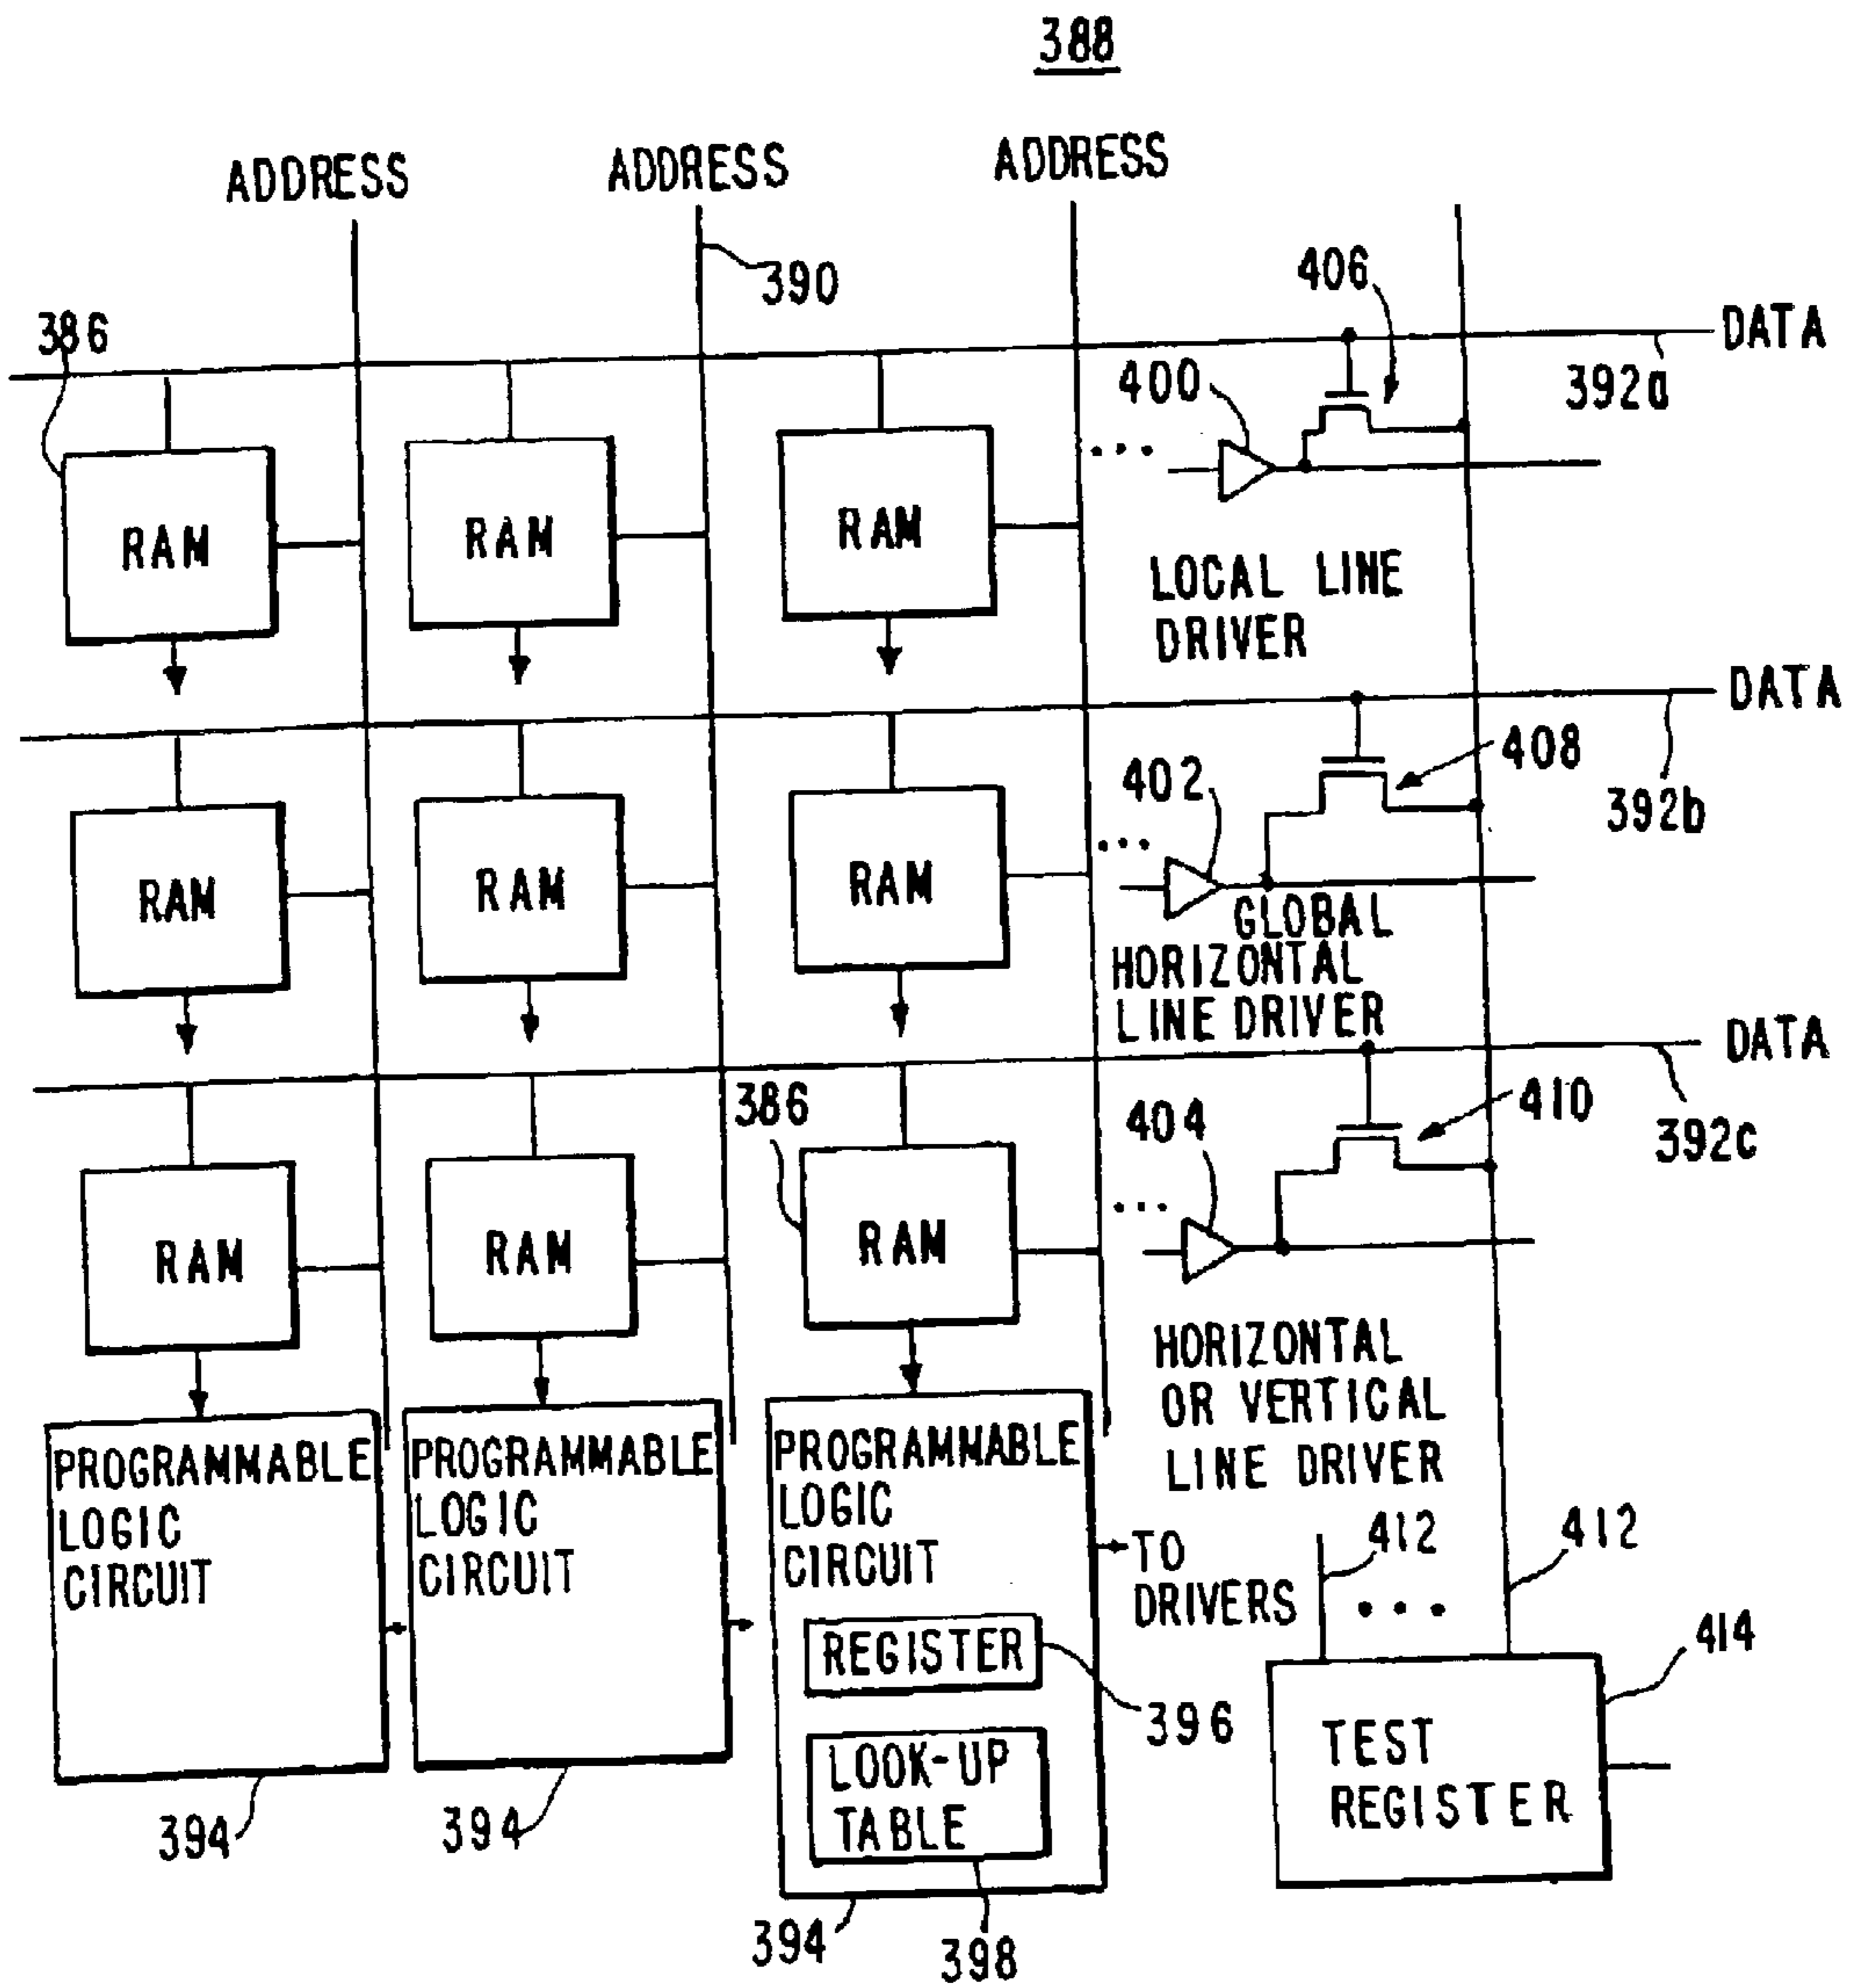 388
ADDRESS
ADDRESS
ADDRESS
390
406
386
DATA
400
392a
RAM
RAM
RAM
LOCAL LINE
DRIVER
DATA
408
402
392b
RAM
RAM
RAM
GLOBAL
HORIZONTAL
LINE DRIVER
DATA
386
410
404
392c
RAM
RAM
RAM
HORIZONTAL
OR VERTICAL
LINE DRIVER
PROGRAMMABLE
LOGIC
CIRCUIT
PROGRAMMABLE
LOGIC
CIRCUIT
PROGRAMMABLE
LOGIC
CIRCUIT
TO
DRIVERS
412
412
414
REGISTER
396
LOOK-UP
TABLE
TEST
REGISTER
394
394
394
398